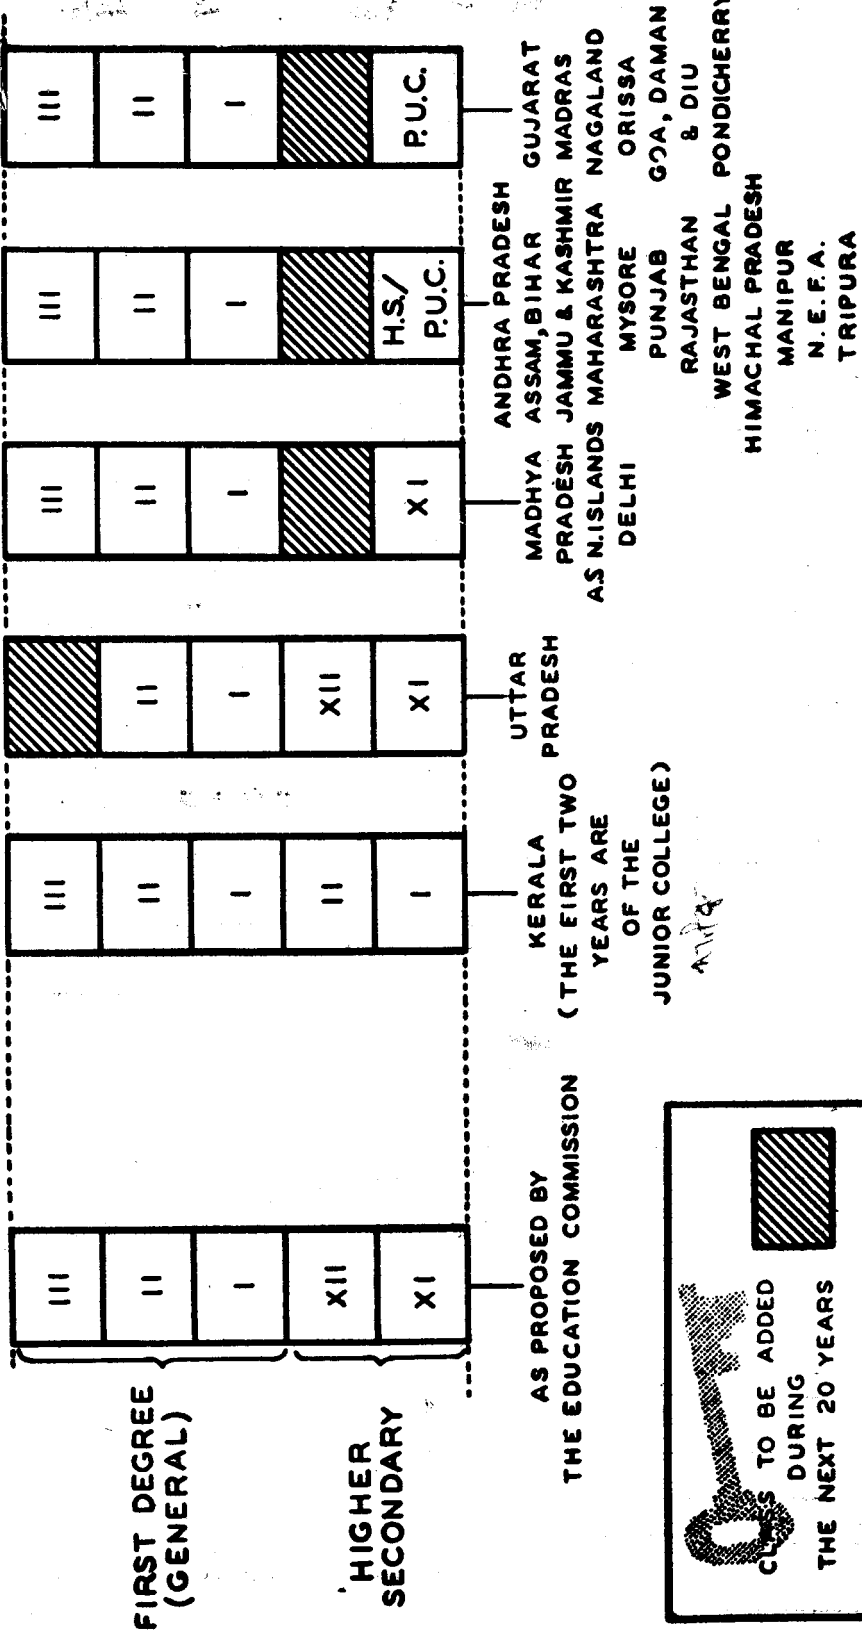 FIRST DEGREE
(GENERAL)
HIGHER
SECONDARY
III
II
I
XII
XI
AS PROPOSED BY
THE EDUCATION COMMISSION
III
II
I
II
I
KERALA
(THE EIRST TWO
YEARS ARE
OF THE
JUNIOR COLLEGE)
II
I
XII
XI
UTTAR
PRADESH
III
II
I
XI
MADHYA
PRADESH
A.S N.ISLANDS
DELHI
III
II
I
H.S./
P.U.C.
ANDHRA PRADESH
ASSAM, BIHAR
JAMMU & KASHMIR
MAHARASHTRA
MYSORE
PUNJAB
RAJASTHAN
WEST BENGAL
HIMACHAL PRADESH
MANIPUR
N.E.F.A.
TRIPURA
III
II
I
P.U.C.
GUJARAT
MADRAS
NAGALAND
ORISSA
GOA, DAMAN
& DIU
PONDICHERRY
CLASS TO BE ADDED
DURING
THE NEXT 20 YEARS